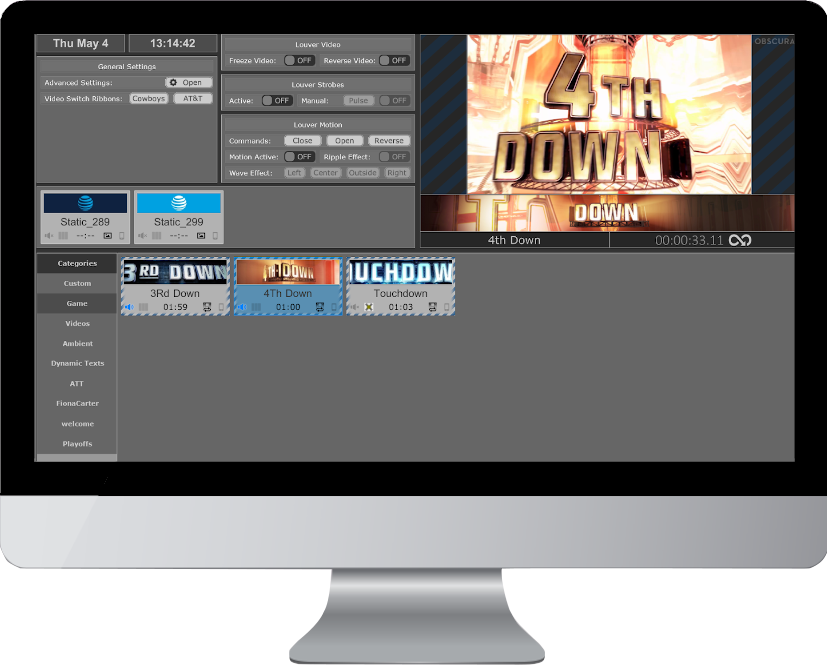 Thu May 4
13:14:42
General Settings
Advanced Settings: Open
Video Switch Ribbons: Cowboys AT&T
Louver Video
Freeze Video: OFF Reverse Video: OFF
Louver Strobes
Active: OFF Manual: Pulse OFF
Louver Motion
Commands: Close Open Reverse
Motion Active: OFF Ripple Effect: OFF
Wave Effect: Left Center Outside Right
OBSCURA
4TH
DOWN
DOWN
4th Down 00:00:33.11
Static_289
--:--
Static_299
--:--
Categories
Custom
Game
Videos
Ambient
Dynamic Texts
ATT
FionaCarter
welcome
Playoffs
3RD DOWN
3Rd Down
01:59
4TH DOWN
4Th Down
01:00
OUCHDOW
Touchdown
01:03